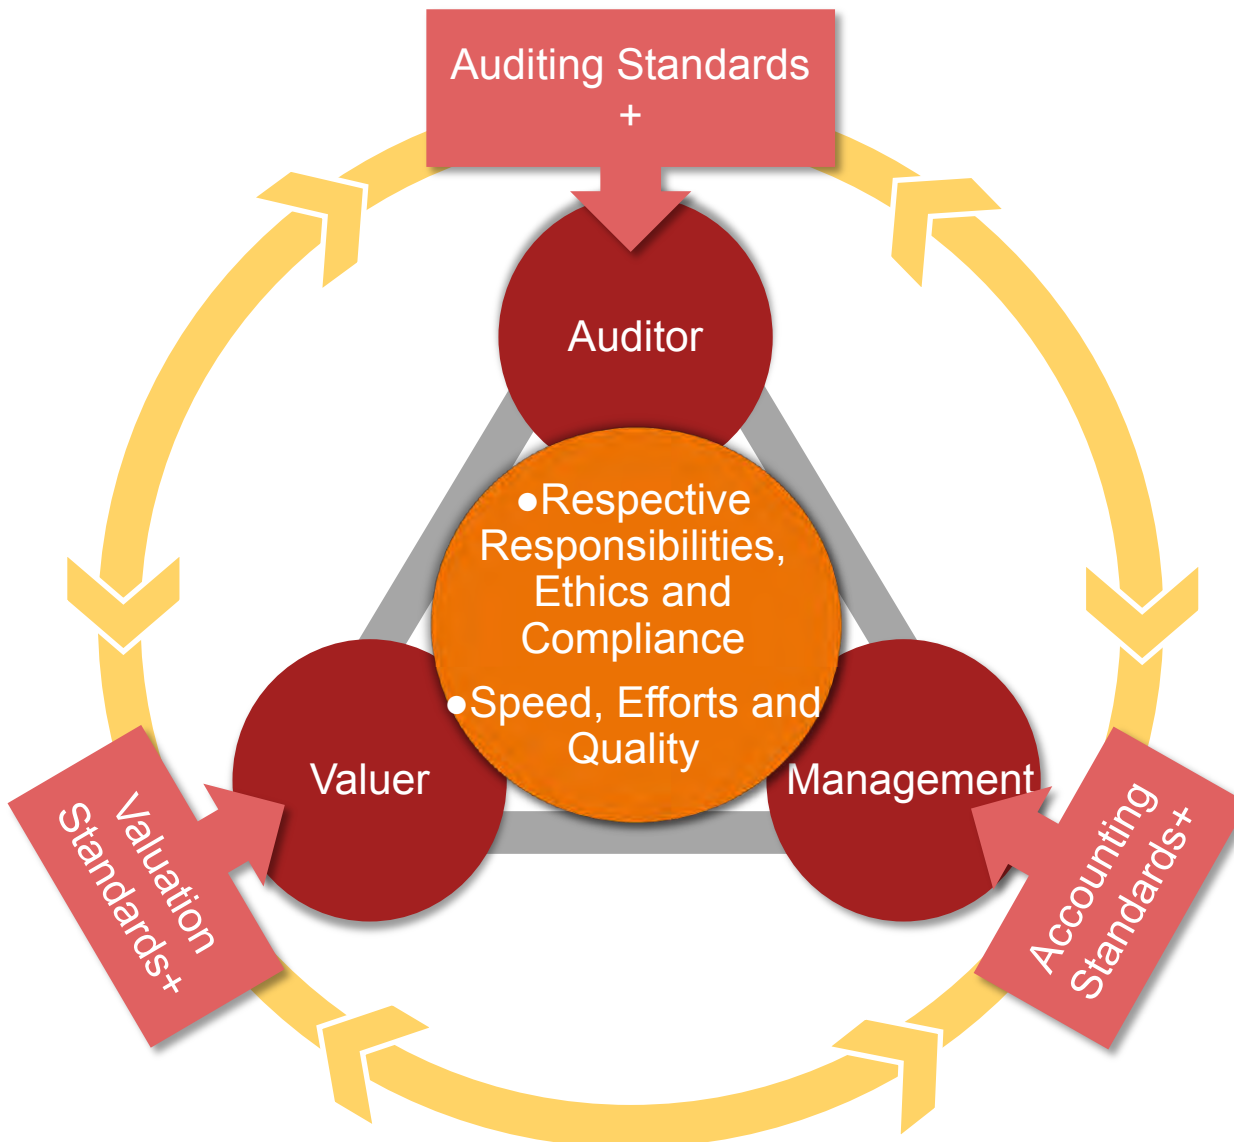 Auditing Standards
+
Auditor
●Respective
Responsibilities,
Ethics and
Compliance
●Speed, Efforts and
Quality
Valuer
Management
Valuation
Standards+
Accounting
Standards+